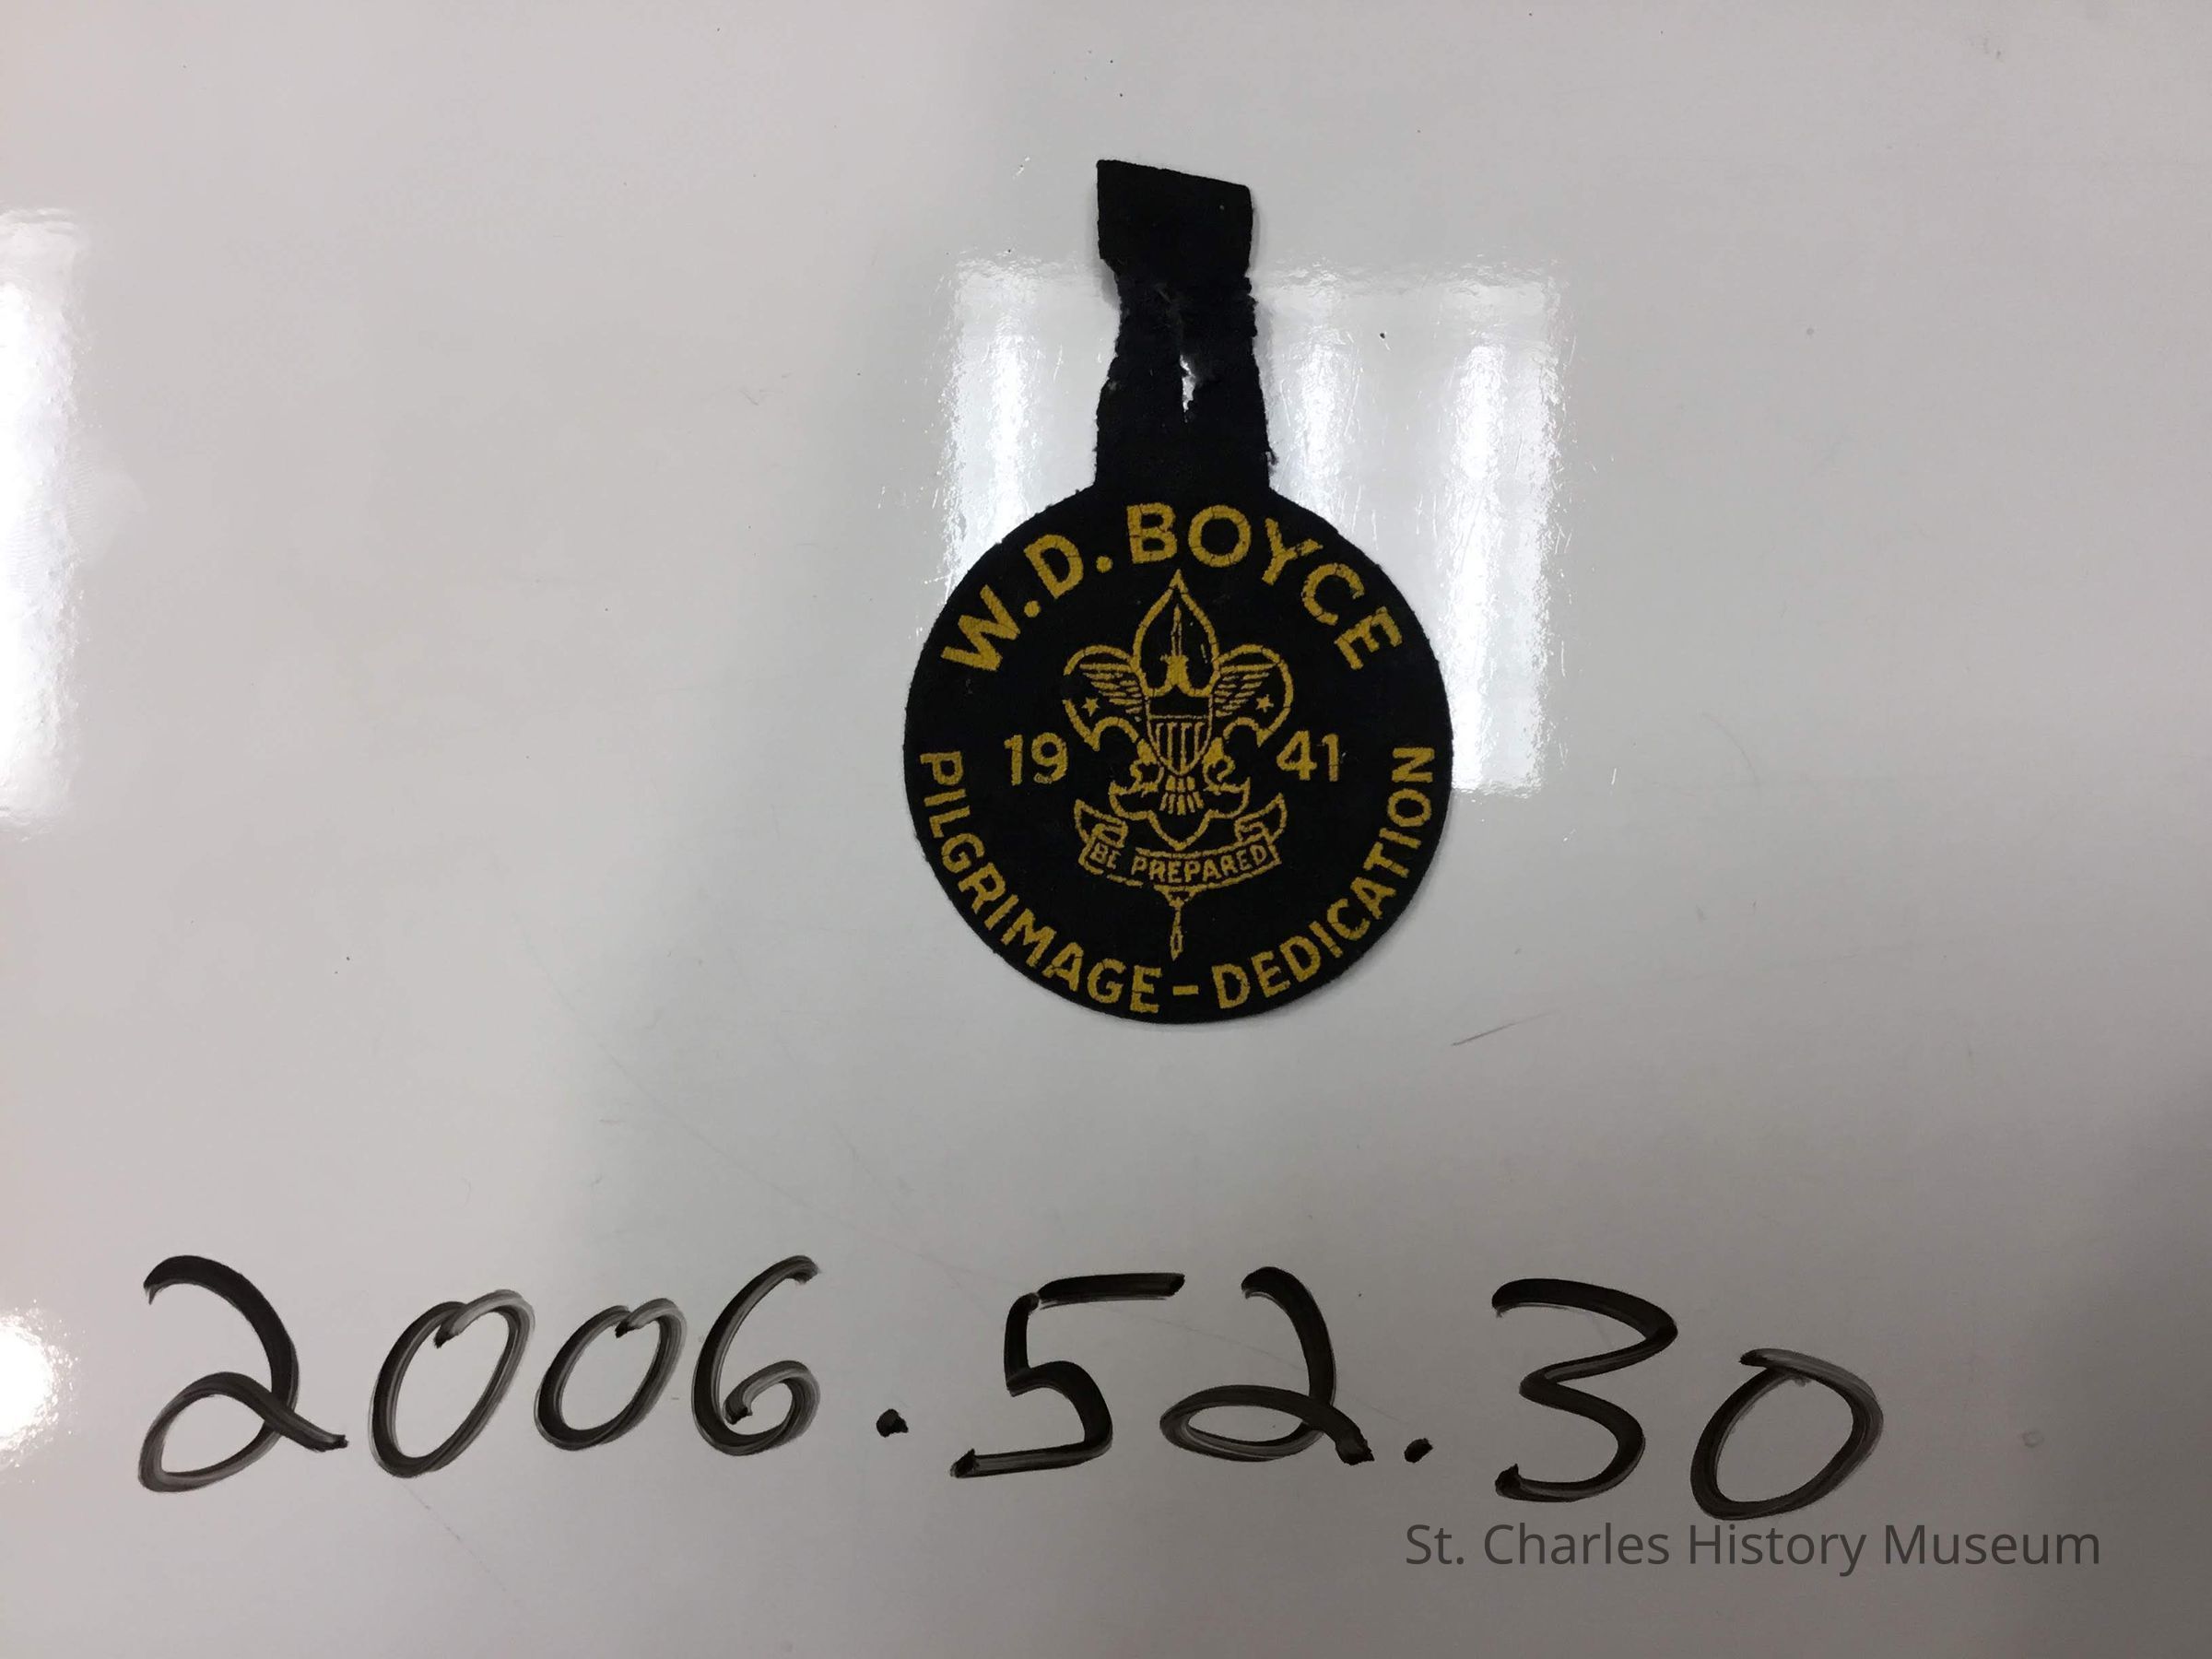 W.D. BOYCE
19 41
BE PREPARED
PILGRIMAGE-DEDICATION
2006.52.30
St. Charles History Museum